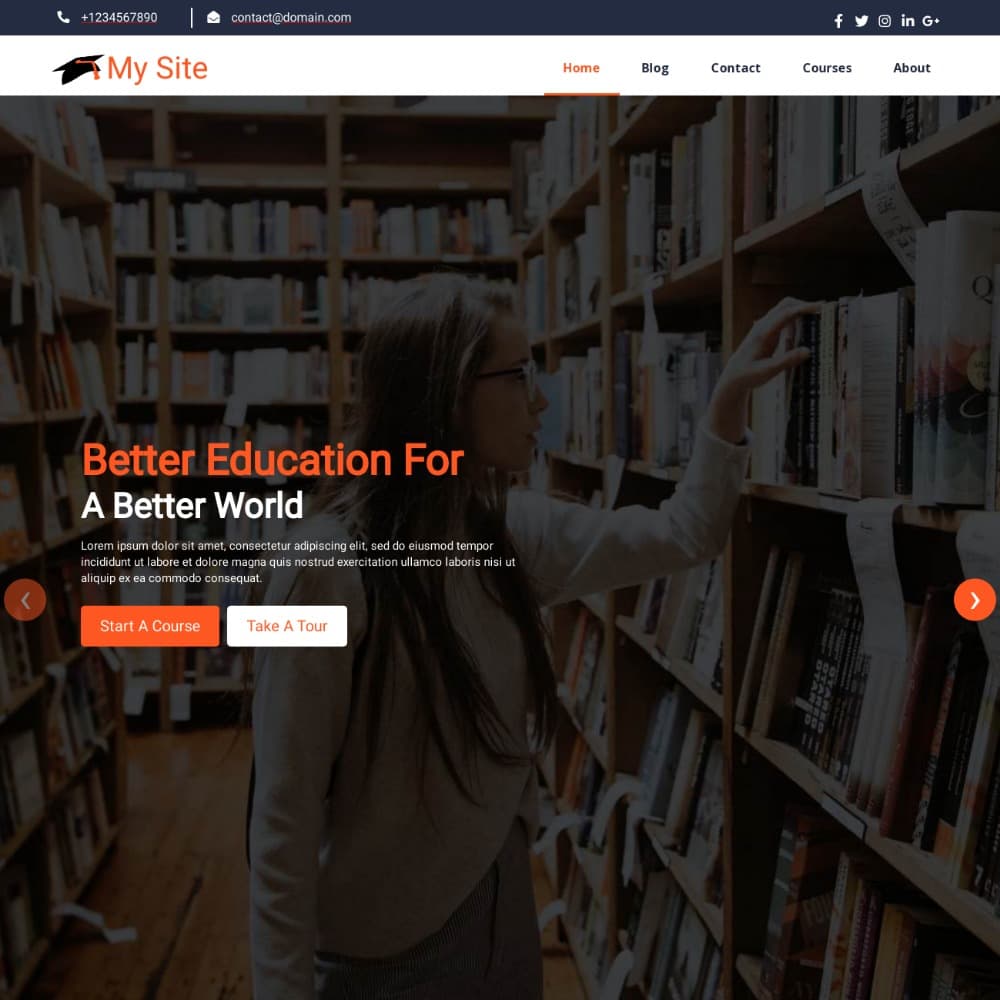 +1234567890
contact@domain.com
My Site
Home Blog Contact Courses About
Better Education For
A Better World
Lorem ipsum dolor sit amet, consectetur adipiscing elit, sed do eiusmod tempor
incididunt ut labore et dolore magna quis nostrud exercitation ullamco laboris nisi ut
aliquip ex ea commodo consequat.
Start A Course
Take A Tour